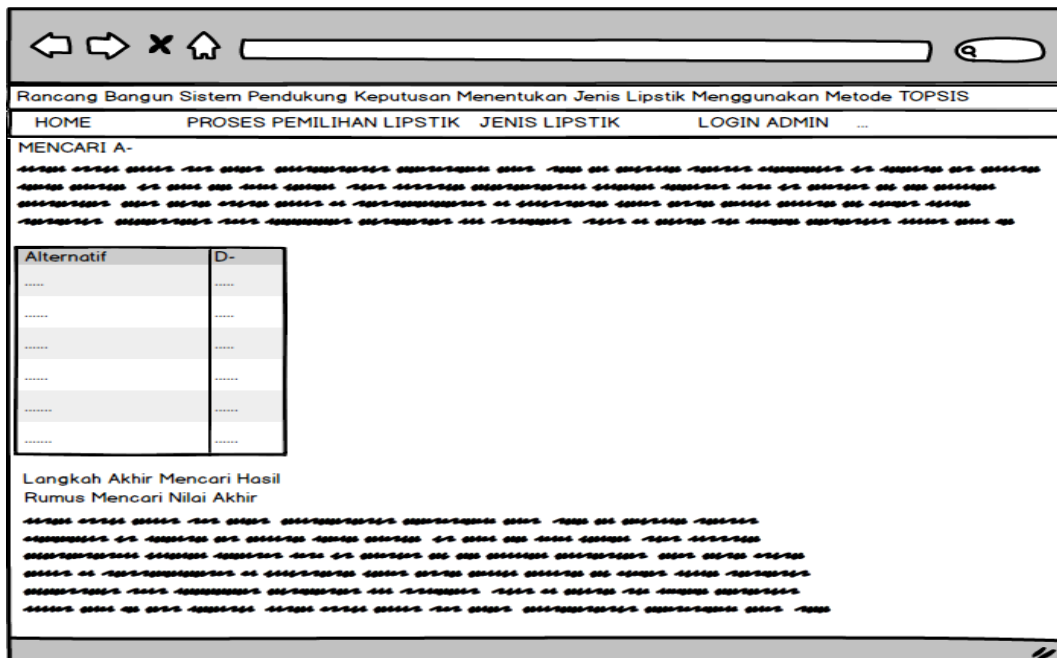 Rancang Bangun Sistem Pendukung Keputusan Menentukan Jenis Lipstik Menggunakan Metode TOPSIS
HOME PROSES PEMILIHAN LIPSTIK JENIS LIPSTIK LOGIN ADMIN ...
MENCARI A-
Alternatif D-
..... .....
...... .....
...... .....
...... ......
....... ......
....... ......
Langkah Akhir Mencari Hasil
Rumus Mencari Nilai Akhir